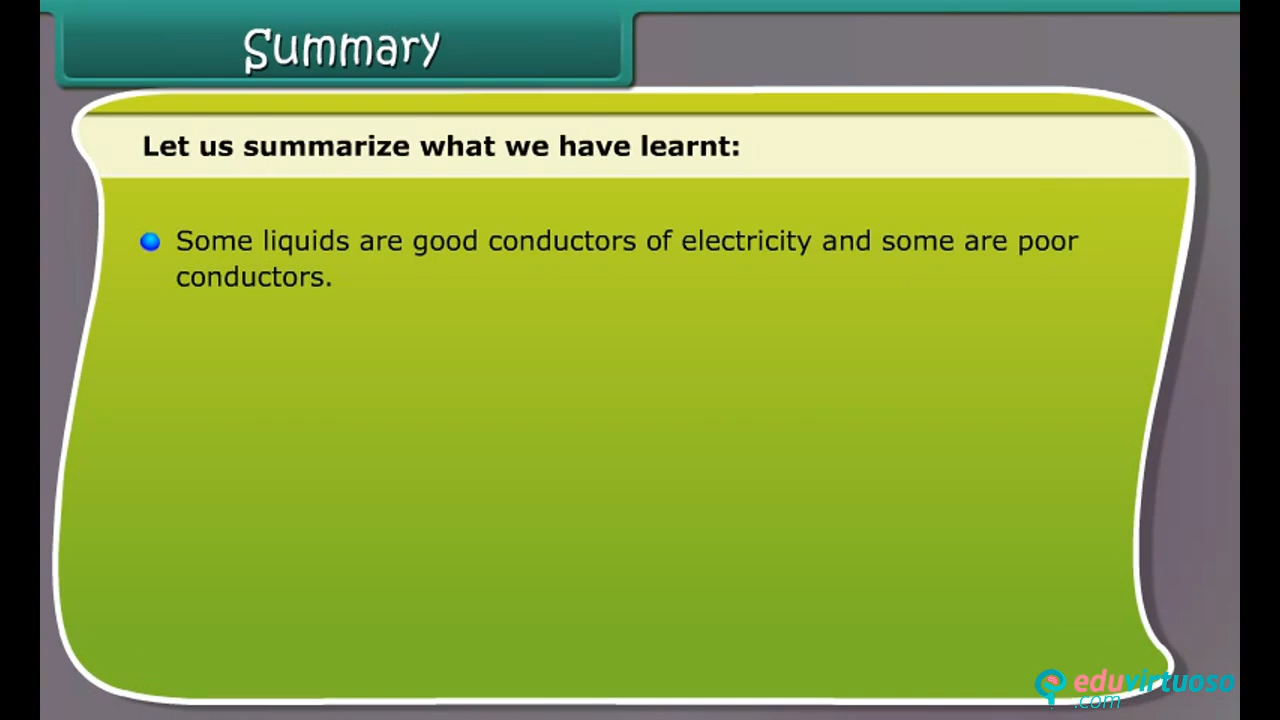 Summary
Let us summarize what we have learnt:
Some liquids are good conductors of electricity and some are poor
conductors.
eduvirtuoso
.com